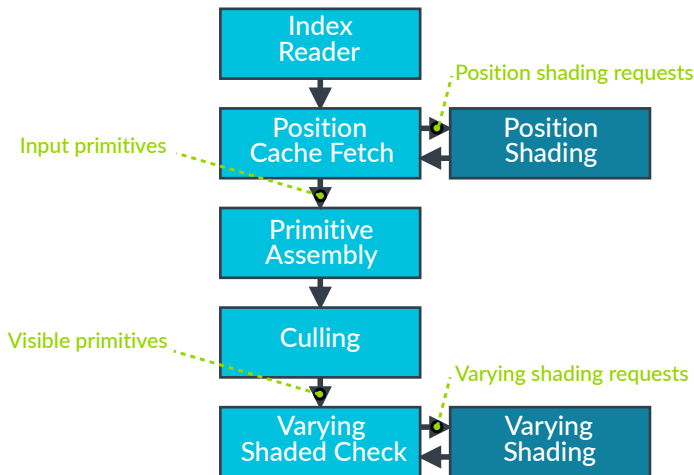 Index
Reader
Position shading requests
Position
Cache Fetch
Position
Shading
Input primitives
Primitive
Assembly
Culling
Visible primitives
Varying shading requests
Varying
Shaded Check
Varying
Shading